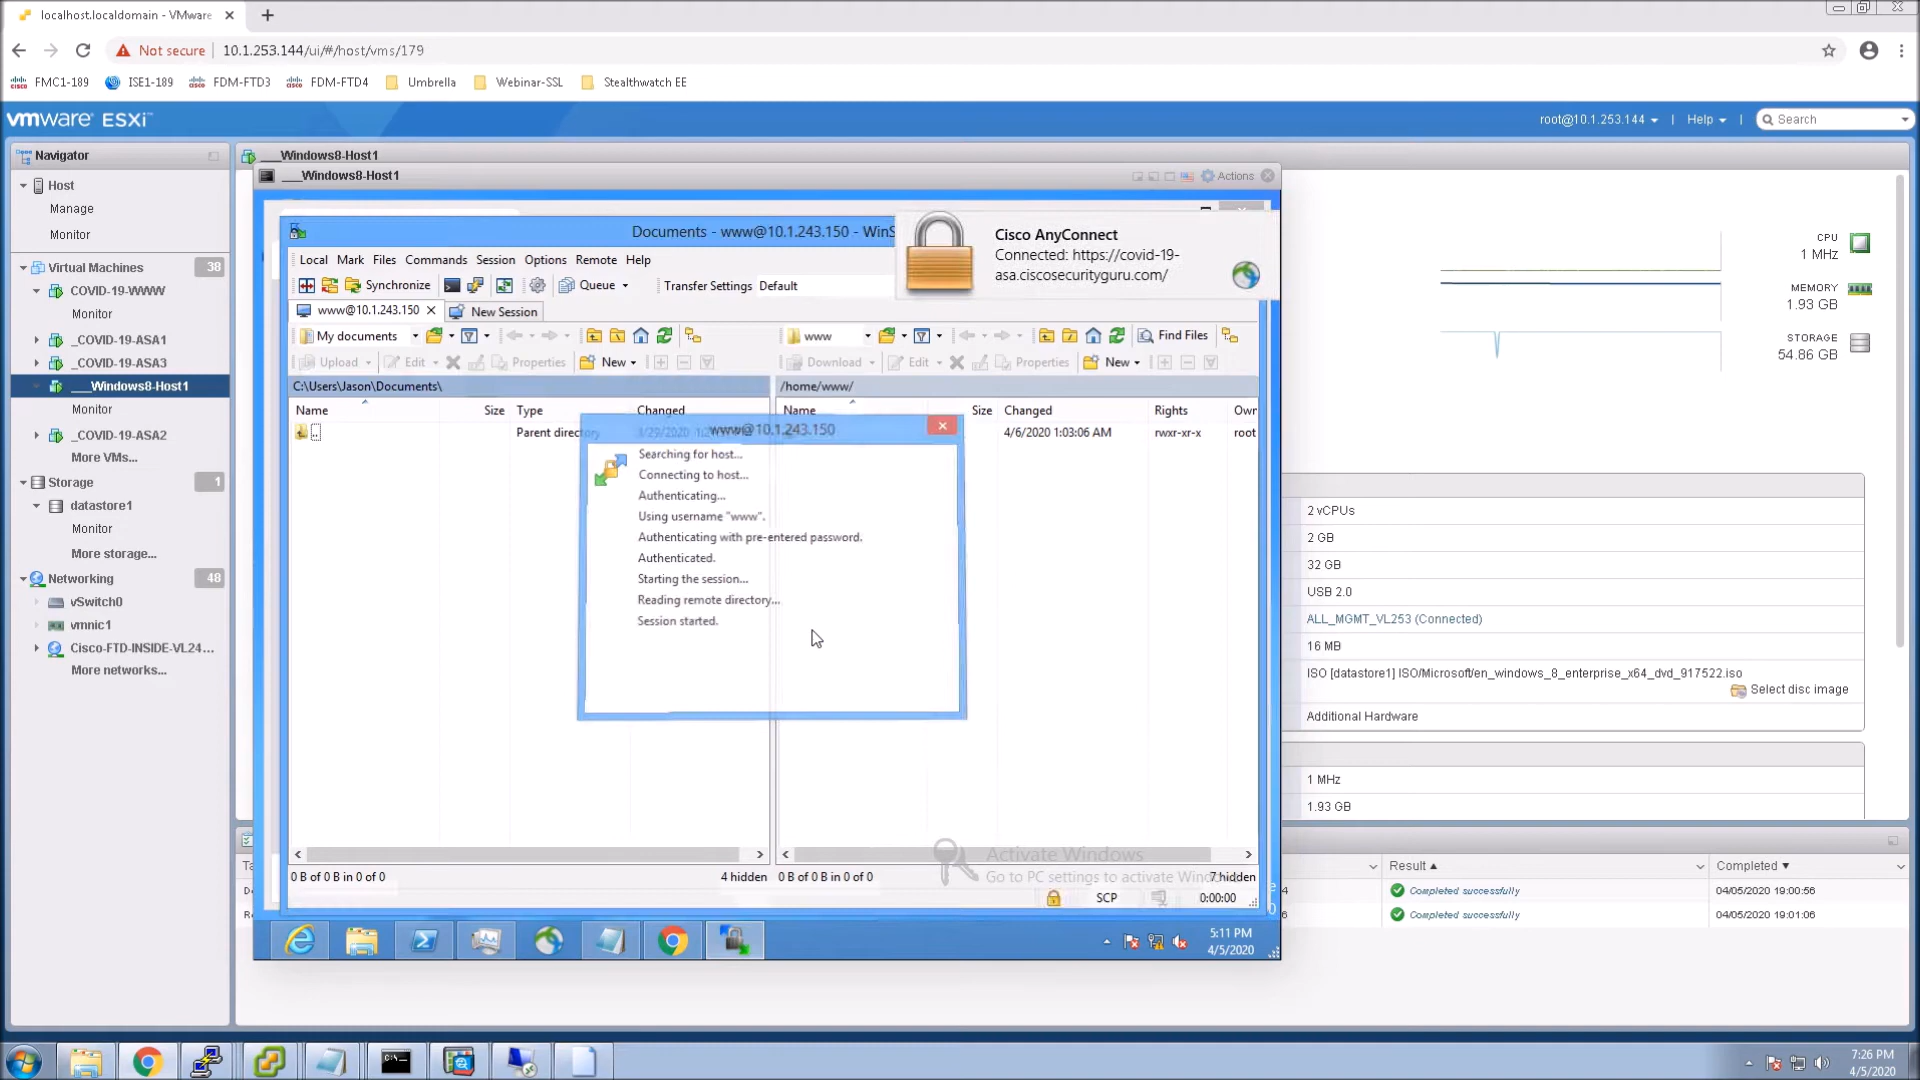 localhost.localdomain - VMware
Not secure | 10.1.253.144/ui/#/host/vms/179
FMC1-189 ISE1-189 FDM-FTD3 FDM-FTD4 Umbrella Webinar-SSL Stealthwatch EE
vmware ESXi
root@10.1.253.144 | Help | Search
Navigator
Host
Manage
Monitor
Virtual Machines 38
COVID-19-WWW
Monitor
_COVID-19-ASA1
_COVID-19-ASA3
___Windows8-Host1
Monitor
_COVID-19-ASA2
More VMs...
Storage 1
datastore1
Monitor
More storage...
Networking 48
vSwitch0
vmnic1
Cisco-FTD-INSIDE-VL24...
More networks...
___Windows8-Host1
___Windows8-Host1
Actions
Documents - www@10.1.243.150 - WinS
Cisco AnyConnect
Connected: https://covid-19-
asa.ciscosecurityguru.com/
Local Mark Files Commands Session Options Remote Help
Synchronize Queue Transfer Settings Default
www@10.1.243.150 New Session
My documents www Find Files
Upload Edit Properties New Download Edit Properties New
C:\Users\Jason\Documents\ /home/www/
Name Size Type Changed Name Size Changed Rights Own
.. Parent directory 4/6/2020 1:03:06 AM rwxr-xr-x root
www@10.1.243.150
Searching for host...
Connecting to host...
Authenticating...
Using username "www".
Authenticating with pre-entered password.
Authenticated.
Starting the session...
Reading remote directory...
Session started.
Activate Windows
Go to PC settings to activate
0 B of 0 B in 0 of 0 4 hidden 0 B of 0 B in 0 of 0 7 hidden
SCP 0:00:00
5:11 PM
4/5/2020
CPU
1 MHz
MEMORY
1.93 GB
STORAGE
54.86 GB
2 vCPUs
2 GB
32 GB
USB 2.0
ALL_MGMT_VL253 (Connected)
16 MB
ISO [datastore1] ISO/Microsoft/en_windows_8_enterprise_x64_dvd_917522.iso
Select disc image
Additional Hardware
1 MHz
1.93 GB
Result Completed
Completed successfully 04/05/2020 19:00:56
Completed successfully 04/05/2020 19:01:06
7:26 PM
4/5/2020